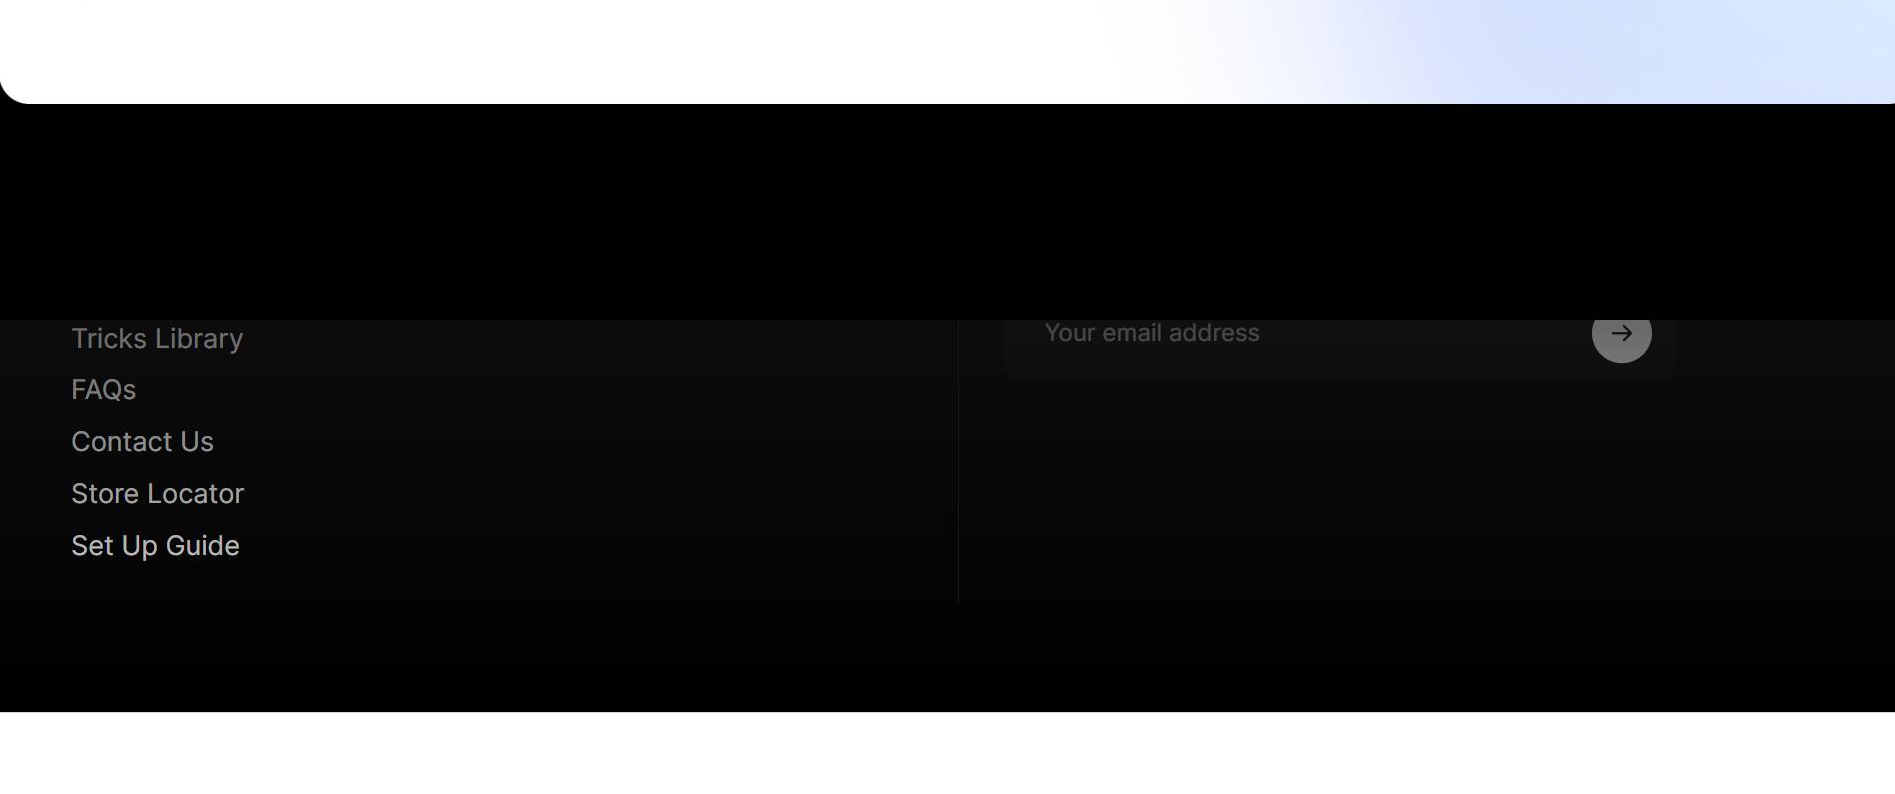 Tricks Library
FAQs
Contact Us
Store Locator
Set Up Guide
Your email address